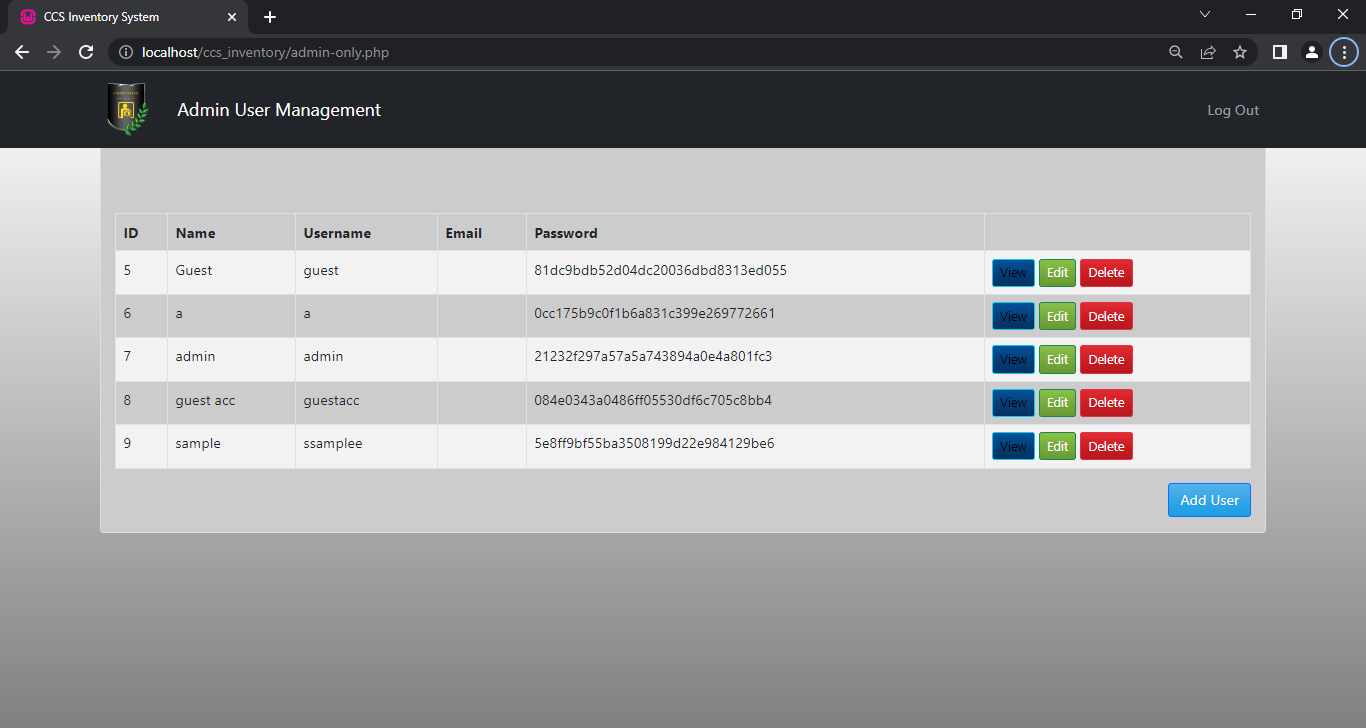 CCS Inventory System
localhost/ccs_inventory/admin-only.php
Admin User Management
Log Out
ID Name Username Email Password
5 Guest guest 81dc9bdb52d04dc20036dbd8313ed055 View Edit Delete
6 a a 0cc175b9c0f1b6a831c399e269772661 View Edit Delete
7 admin admin 21232f297a57a5a743894a0e4a801fc3 View Edit Delete
8 guest acc guestacc 084e0343a0486ff05530df6c705c8bb4 View Edit Delete
9 sample ssamplee 5e8ff9bf55ba3508199d22e984129be6 View Edit Delete
Add User